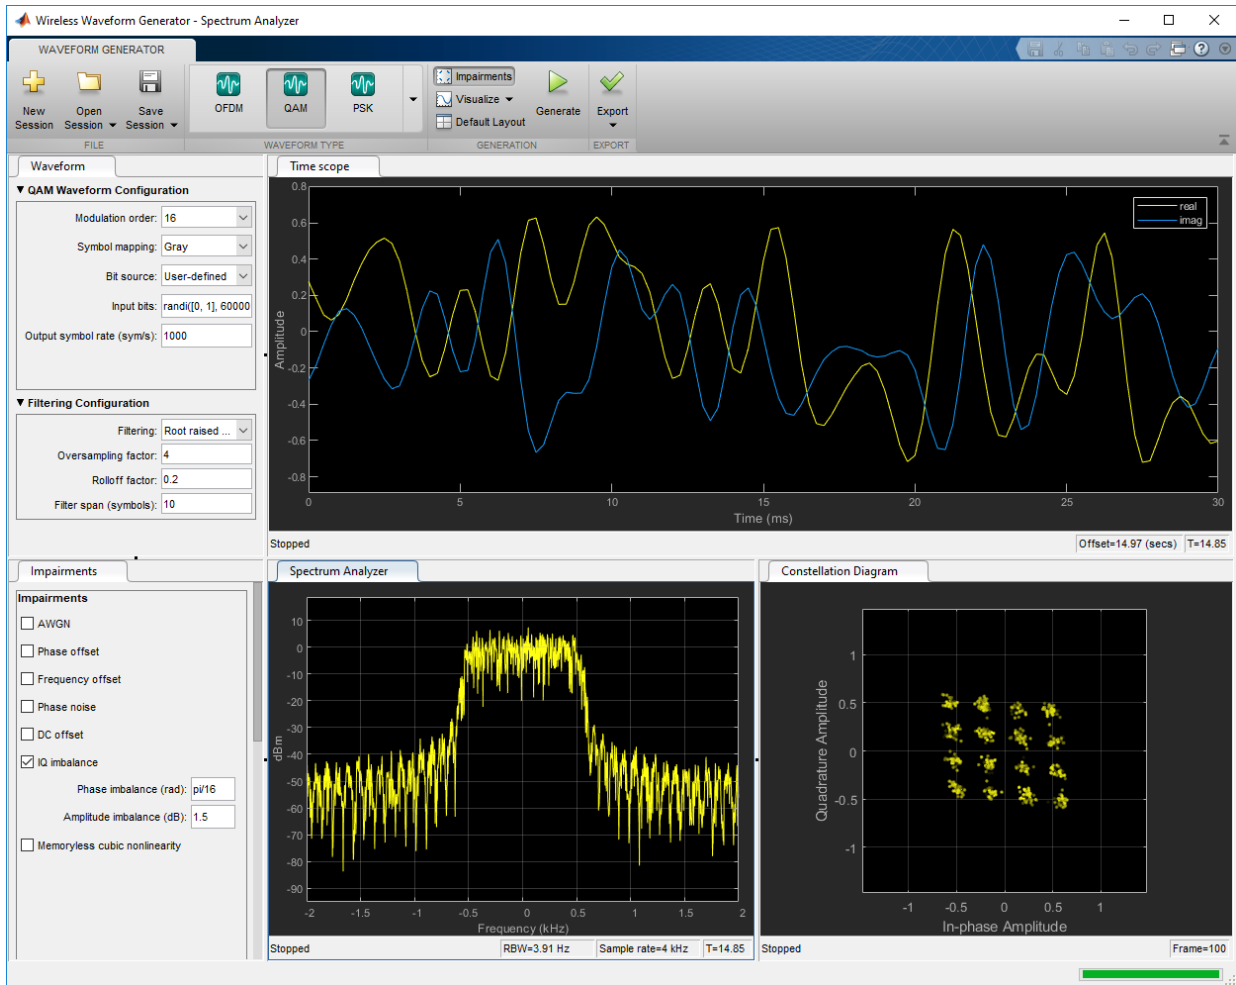 Wireless Waveform Generator - Spectrum Analyzer
WAVEFORM GENERATOR
New Session
Open Session
Save Session
FILE
OFDM
QAM
PSK
WAVEFORM TYPE
Impairments
Visualize
Default Layout
Generate
GENERATION
Export
EXPORT
Waveform
QAM Waveform Configuration
Modulation order: 16
Symbol mapping: Gray
Bit source: User-defined
Input bits: randi([0, 1], 60000
Output symbol rate (sym/s): 1000
Filtering Configuration
Filtering: Root raised ...
Oversampling factor: 4
Rolloff factor: 0.2
Filter span (symbols): 10
Time scope
0.8
0.6
0.4
0.2
0
-0.2
-0.4
-0.6
-0.8
Amplitude
real
imag
0 5 10 15 20 25 30
Time (ms)
Stopped
Offset=14.97 (secs) T=14.85
Impairments
Impairments
AWGN
Phase offset
Frequency offset
Phase noise
DC offset
IQ imbalance
Phase imbalance (rad): pi/16
Amplitude imbalance (dB): 1.5
Memoryless cubic nonlinearity
Spectrum Analyzer
10
0
-10
-20
-30
-40
-50
-60
-70
-80
-90
dBm
-2 -1.5 -1 -0.5 0 0.5 1 1.5 2
Frequency (kHz)
Stopped
RBW=3.91 Hz Sample rate=4 kHz T=14.85
Constellation Diagram
1
0.5
0
-0.5
-1
Quadrature Amplitude
-1 -0.5 0 0.5 1
In-phase Amplitude
Stopped
Frame=100